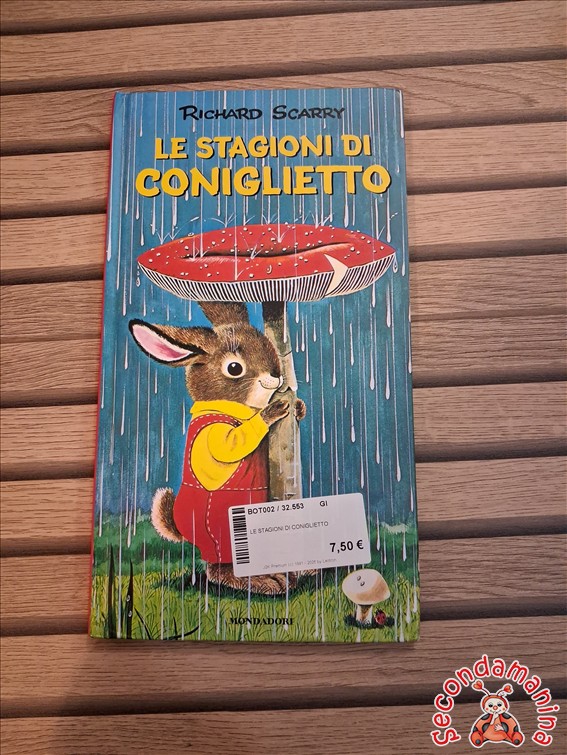 RICHARD SCARRY
LE STAGIONI DI
CONIGLIETTO
BOT002 / 32.553 GI
LE STAGIONI DI CONIGLIETTO
7,50 €
MONDADORI
Secondamanina